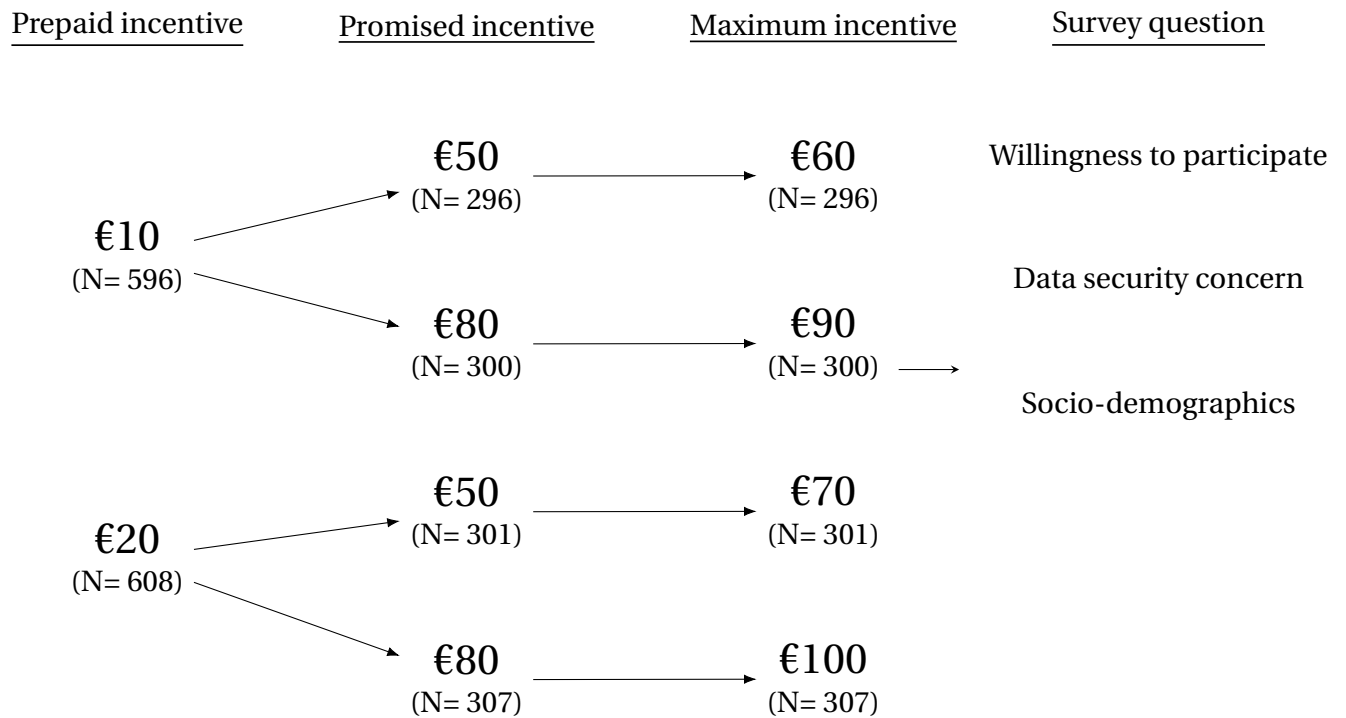 Prepaid incentive
Promised incentive
Maximum incentive
Survey question
€10
(N= 596)
€20
(N= 608)
€50
(N= 296)
€80
(N= 300)
€50
(N= 301)
€80
(N= 307)
€60
(N= 296)
€90
(N= 300)
€70
(N= 301)
€100
(N= 307)
Willingness to participate
Data security concern
Socio-demographics